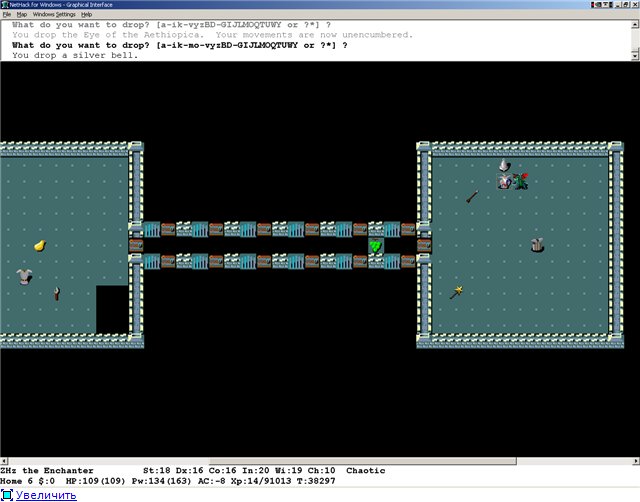 NetHack for Windows - Graphical Interface
File Map Windows Settings Help
What do you want to drop? [a-ik-vyzBD-GIJLMOQTUWY or ?*] ?
You drop the Eye of the Aethiopica. Your movements are now unencumbered.
What do you want to drop? [a-ik-mo-vyzBD-GIJLMOQTUWY or ?*] ?
You drop a silver bell.
ZHz the Enchanter St:18 Dx:16 Co:16 In:20 Wi:19 Ch:10 Chaotic
Home 6 $:0 HP:109(109) Pw:134(163) AC:-8 Xp:14/91013 T:38297
Увеличить